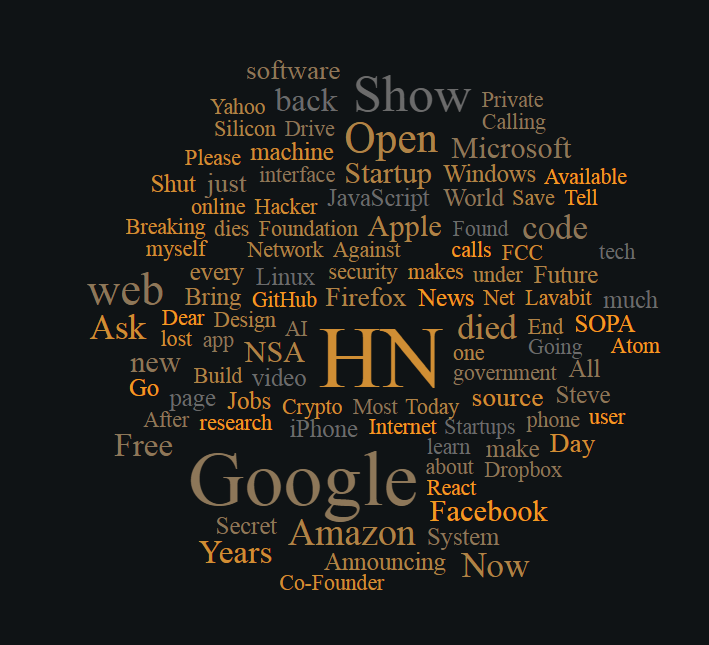 software
Yahoo back Show Private
Calling
Silicon Drive Open
Please machine Microsoft
interface Startup Windows Available
Shut just JavaScript World Save Tell
online Hacker
Breaking dies Foundation Apple Found code
myself Network Against calls FCC tech
every Linux security makes under Future
web Bring GitHub Firefox News Net Lavabit much
Ask Dear Design AI HN died End SOPA
lost app NSA one Going Atom
new Build video government All
Go page Jobs Crypto Most Today source Steve
After research iPhone Internet Startups phone user
Free learn make Day
Google about Dropbox
React
Secret Amazon Facebook
Years System
Announcing Now
Co-Founder